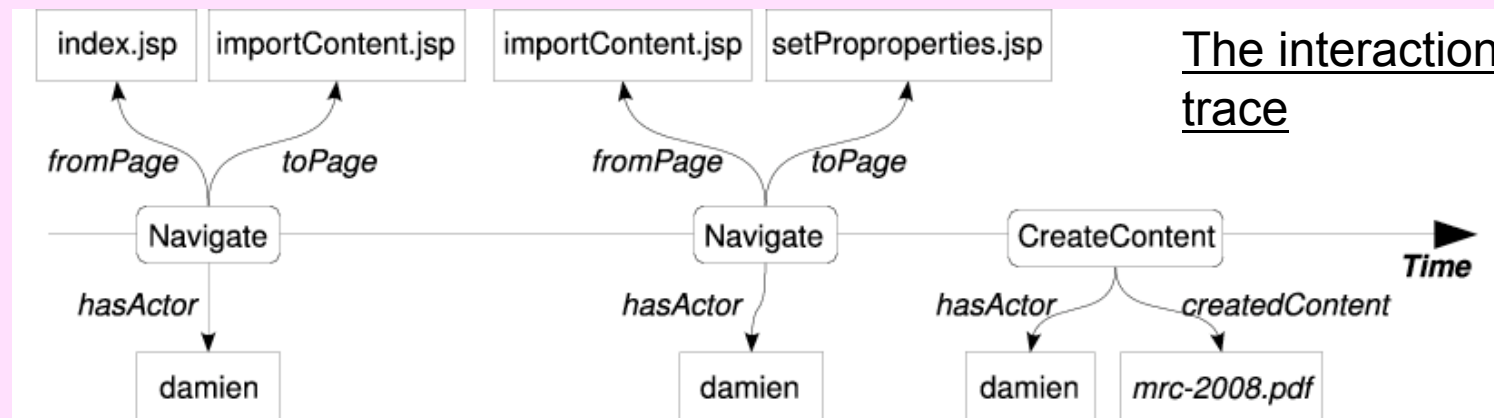 index.jsp importContent.jsp importContent.jsp setProproperties.jsp
The interaction
trace
fromPage toPage fromPage toPage
Navigate Navigate CreateContent
Time
hasActor hasActor hasActor createdContent
damien damien damien mrc-2008.pdf